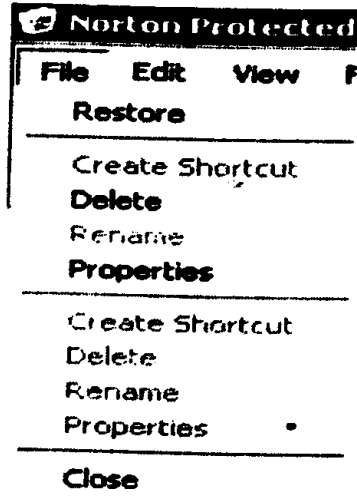 Norton Protected
File Edit View F
Restore
Create Shortcut
Delete
Rename
Properties
Create Shortcut
Delete
Rename
Properties
Close